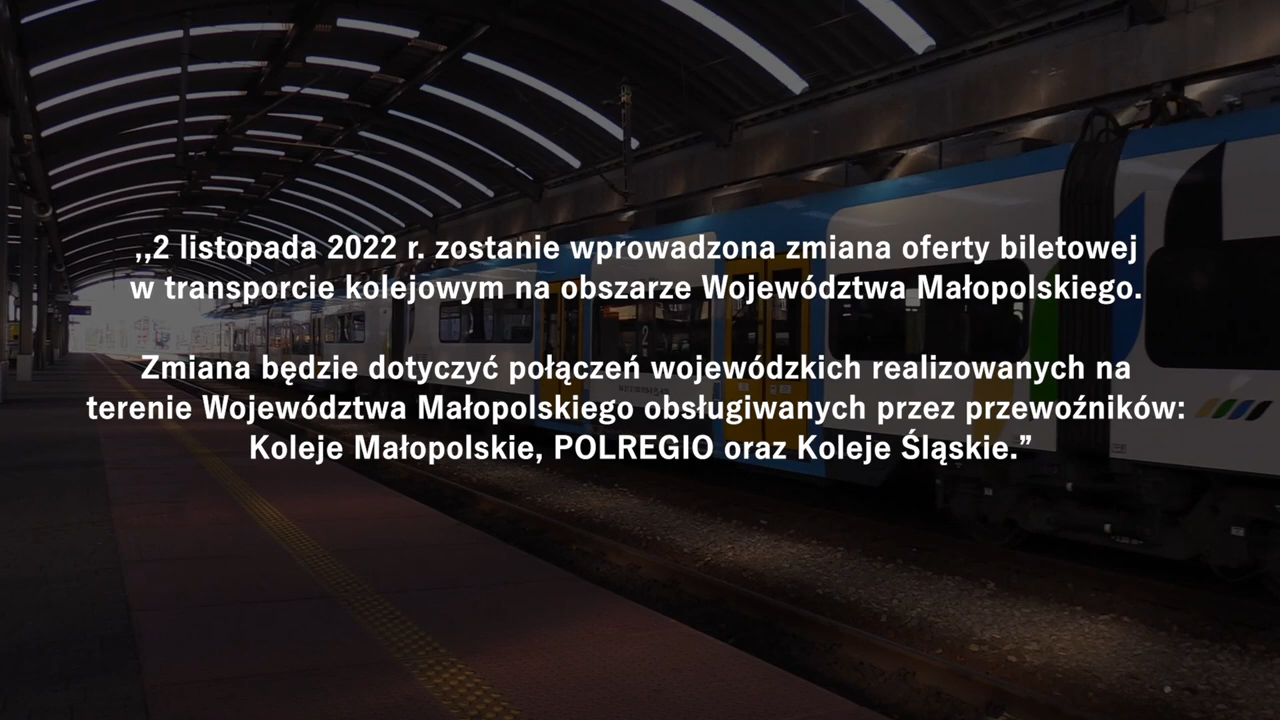 ,,2 listopada 2022 r. zostanie wprowadzona zmiana oferty biletowej
w transporcie kolejowym na obszarze Województwa Małopolskiego.
Zmiana będzie dotyczyć połączeń wojewódzkich realizowanych na
terenie Województwa Małopolskiego obsługiwanych przez przewoźników:
Koleje Małopolskie, POLREGIO oraz Koleje Śląskie.”
2